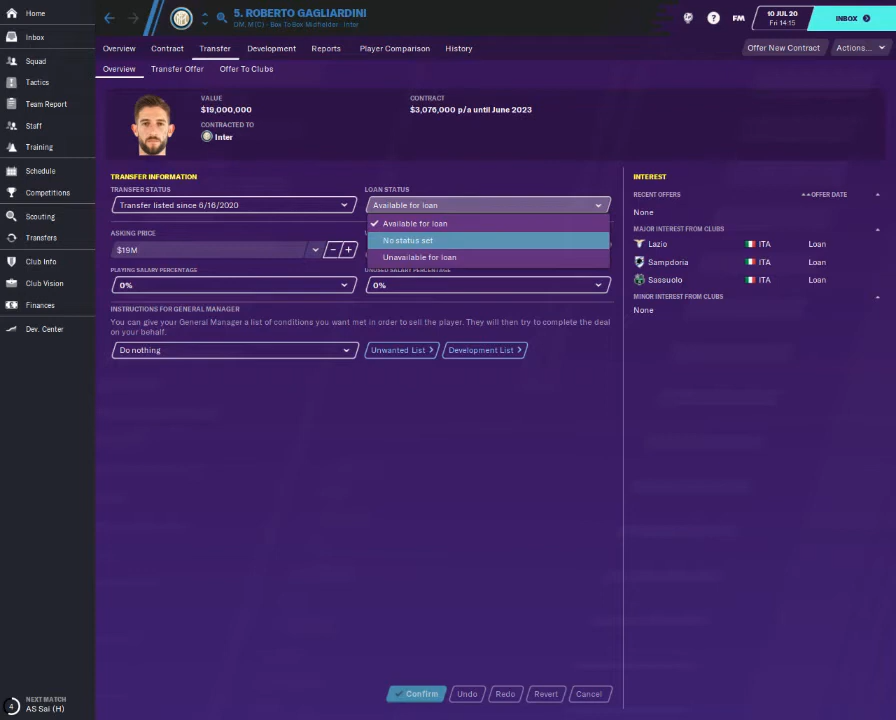 Home
Inbox
Squad
Tactics
Team Report
Staff
Training
Schedule
Competitions
Scouting
Transfers
Club Info
Club Vision
Finances
Dev. Center
4
NEXT MATCH
AS Sai (H)
5. ROBERTO GAGLIARDINI
DM, M (C) - Box To Box Midfielder - Inter
?
FM
10 JUL 20
Fri 14:15
INBOX
Overview Contract Transfer Development Reports Player Comparison History
Offer New Contract Actions...
Overview Transfer Offer Offer To Clubs
VALUE
$19,000,000
CONTRACTED TO
Inter
CONTRACT
$3,076,000 p/a until June 2023
TRANSFER INFORMATION
TRANSFER STATUS
Transfer listed since 6/16/2020
LOAN STATUS
Available for loan
Available for loan
No status set
Unavailable for loan
ASKING PRICE
$19M
PLAYING SALARY PERCENTAGE
0%
UNUSED SALARY PERCENTAGE
0%
INSTRUCTIONS FOR GENERAL MANAGER
You can give your General Manager a list of conditions you want met in order to sell the player. They will then try to complete the deal
on your behalf.
Do nothing
Unwanted List
Development List
INTEREST
RECENT OFFERS OFFER DATE
None
MAJOR INTEREST FROM CLUBS
Lazio ITA Loan
Sampdoria ITA Loan
Sassuolo ITA Loan
MINOR INTEREST FROM CLUBS
None
Confirm Undo Redo Revert Cancel